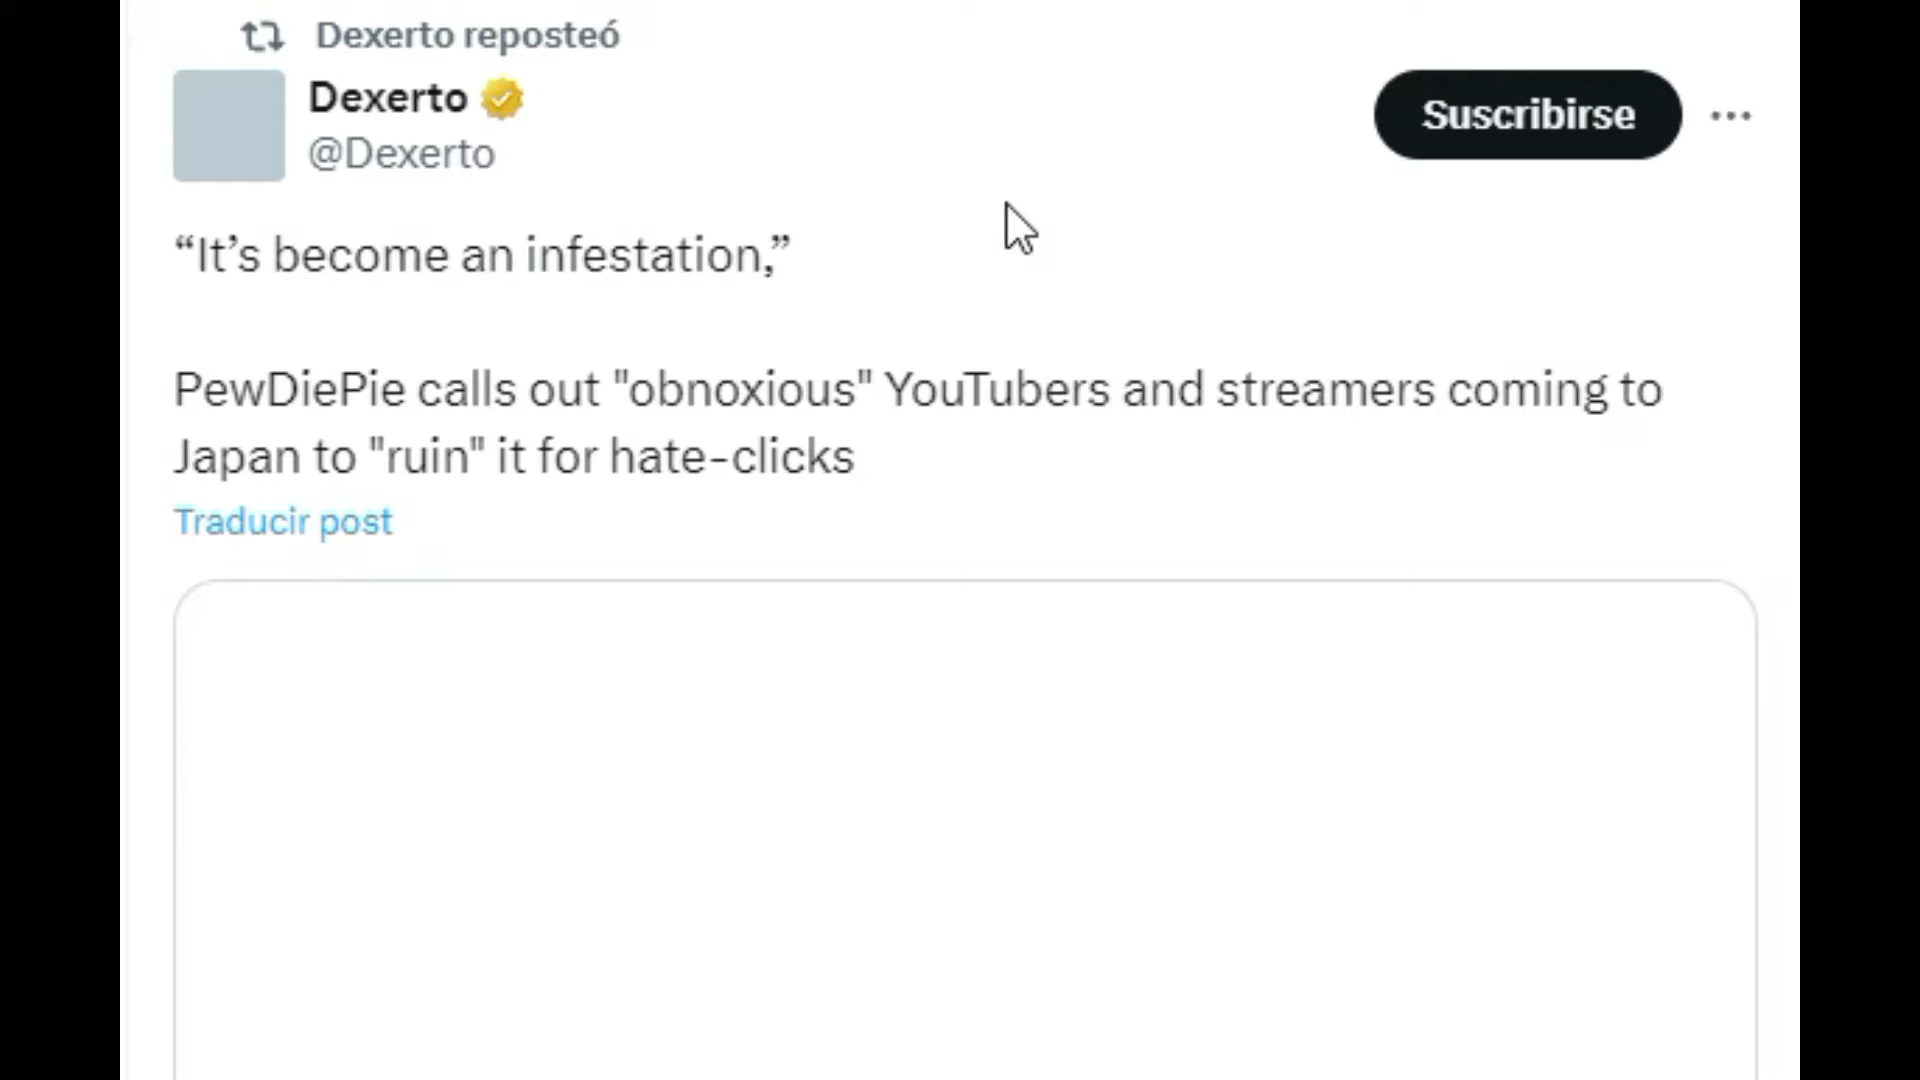 Dexerto reposteó
Dexerto
@Dexerto
Suscribirse
“It’s become an infestation,”
PewDiePie calls out "obnoxious" YouTubers and streamers coming to
Japan to "ruin" it for hate-clicks
Traducir post